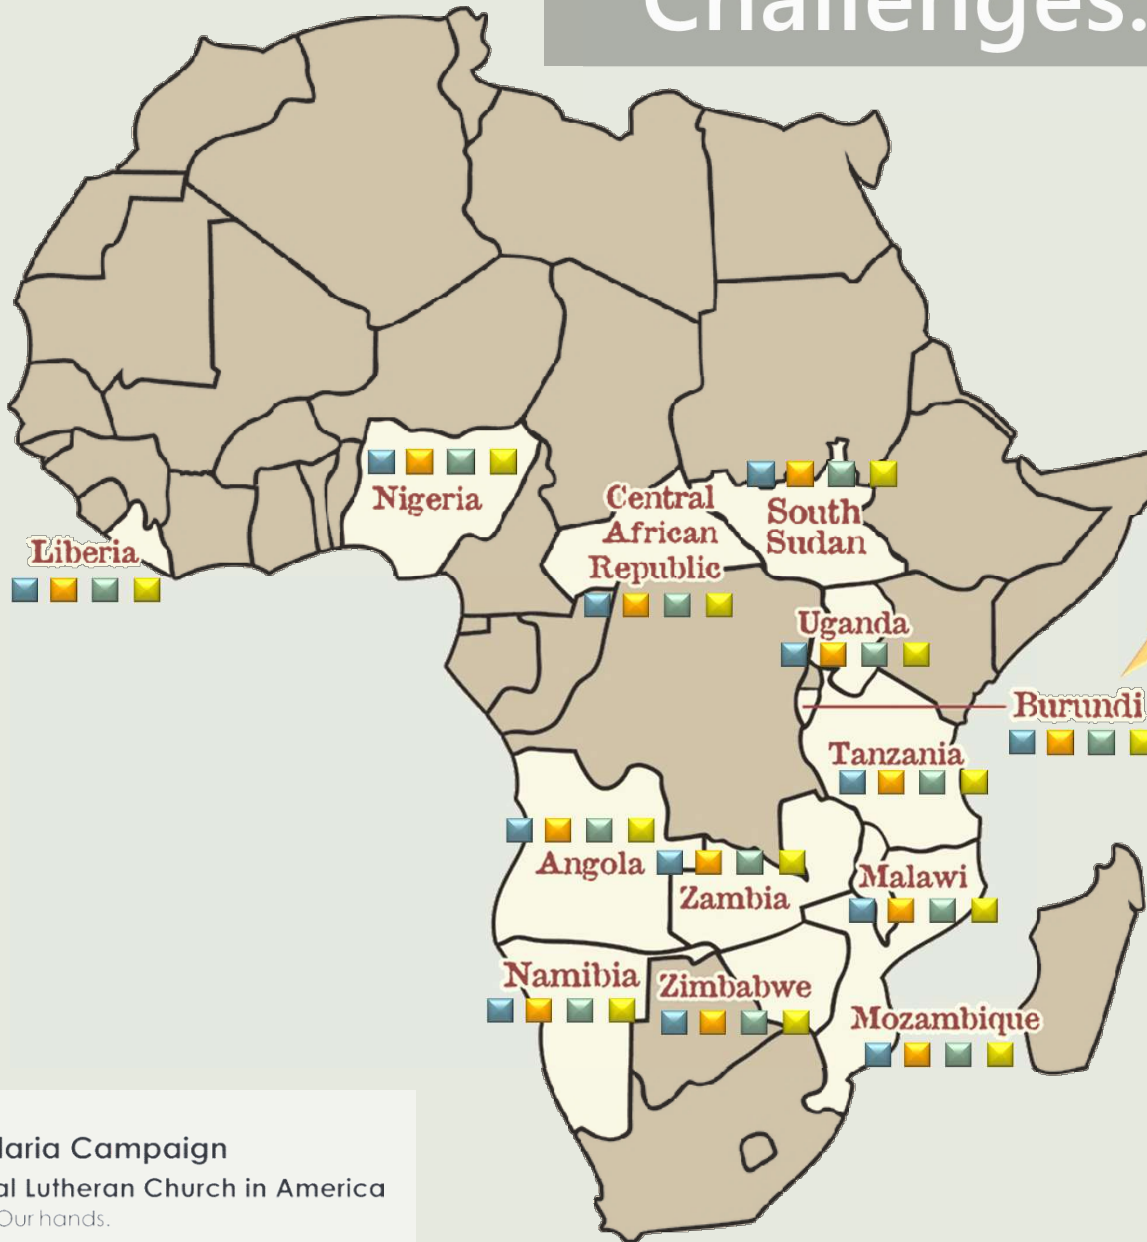 Challenges.
Nigeria
Central
African
Republic
South
Sudan
Liberia
Uganda
Burundi
Tanzania
Angola
Zambia
Malawi
Namibia
Zimbabwe
Mozambique
laria Campaign
al Lutheran Church in America
Our hands.